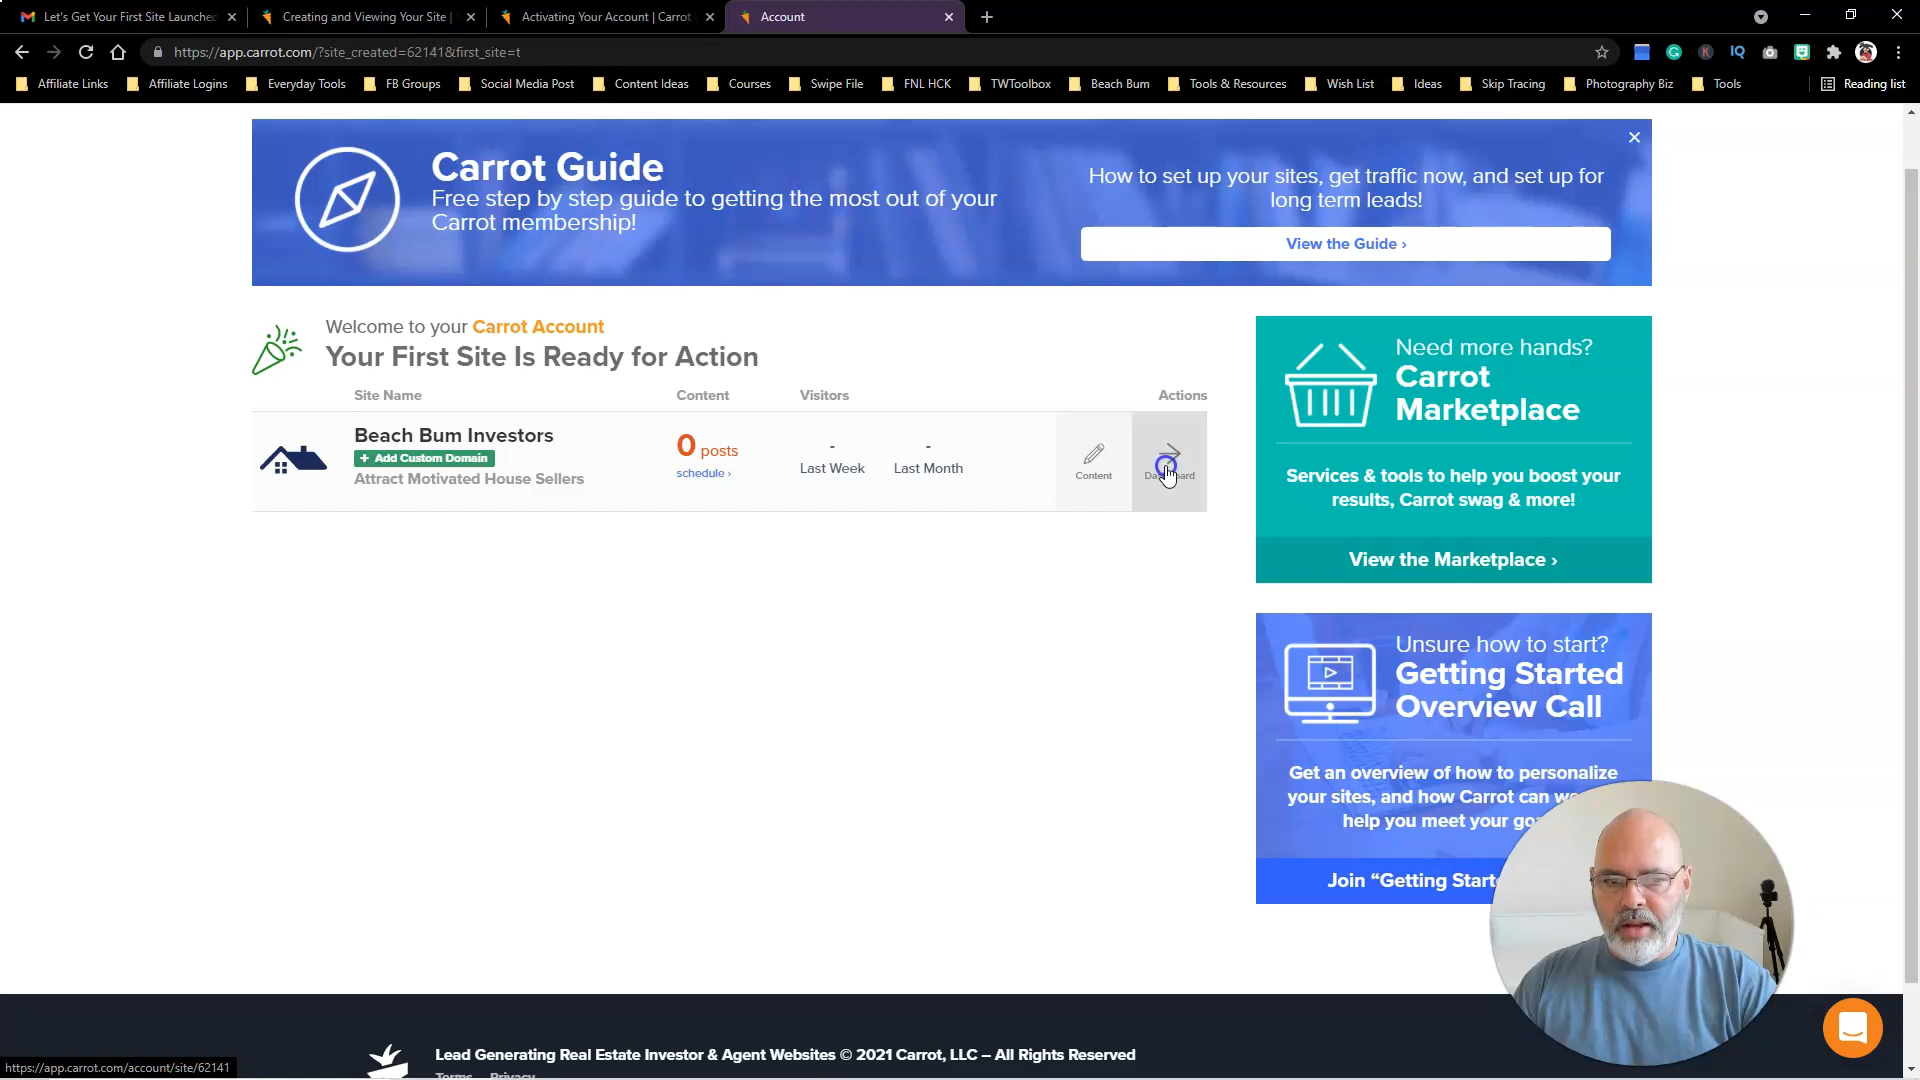 Let's Get Your First Site Launched
Creating and Viewing Your Site |
Activating Your Account | Carrot
Account
https://app.carrot.com/?site_created=62141&first_site=t
Affiliate Links
Affiliate Logins
Everyday Tools
FB Groups
Social Media Post
Content Ideas
Courses
Swipe File
FNL HCK
TWToolbox
Beach Bum
Tools & Resources
Wish List
Ideas
Skip Tracing
Photography Biz
Tools
Reading list
Carrot Guide
Free step by step guide to getting the most out of your
Carrot membership!
How to set up your sites, get traffic now, and set up for
long term leads!
View the Guide ›
Welcome to your Carrot Account
Your First Site Is Ready for Action
Site Name
Content
Visitors
Actions
Beach Bum Investors
+ Add Custom Domain
Attract Motivated House Sellers
0 posts
schedule ›
-
Last Week
-
Last Month
Content
Need more hands?
Carrot
Marketplace
Services & tools to help you boost your
results, Carrot swag & more!
View the Marketplace ›
Unsure how to start?
Getting Started
Overview Call
Get an overview of how to personalize
your sites, and how Carrot can
help you meet your
Join “Getting
Lead Generating Real Estate Investor & Agent Websites © 2021 Carrot, LLC – All Rights Reserved
Terms Privacy
https://app.carrot.com/account/site/62141